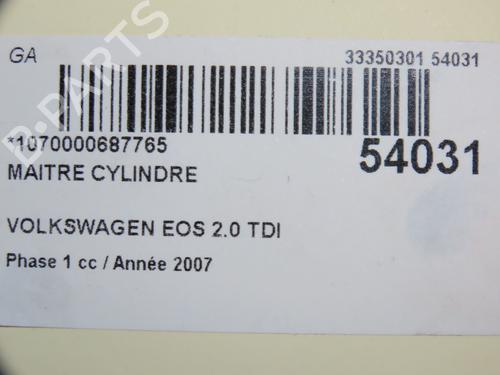 GA
33350301 54031
*1070000687765
54031
MAITRE CYLINDRE
VOLKSWAGEN EOS 2.0 TDI
Phase 1 cc / Année 2007
B-PARTS